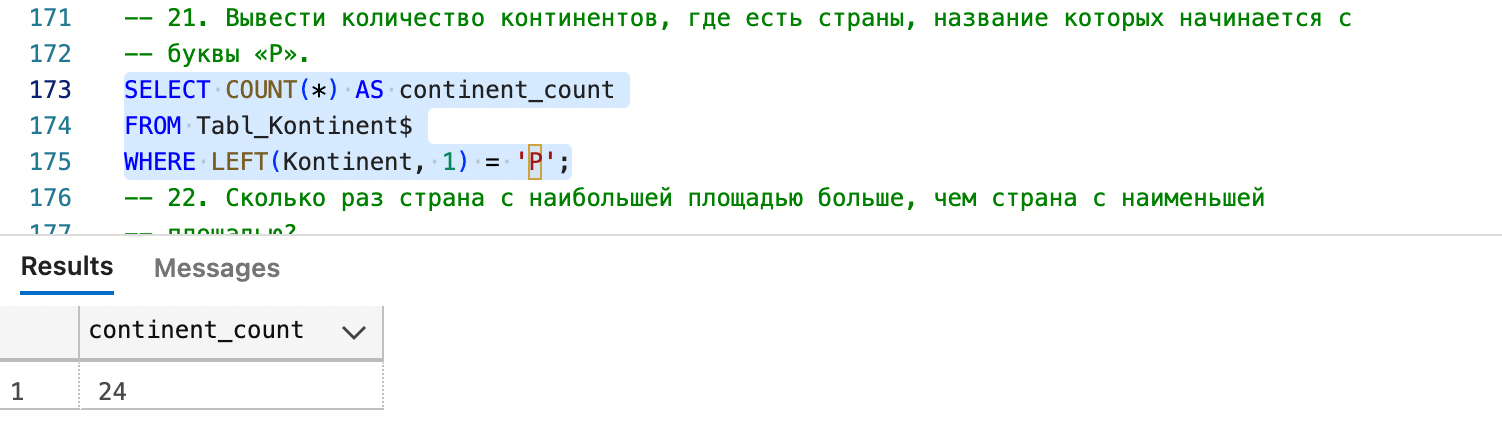 171 -- 21. Вывести количество континентов, где есть страны, название которых начинается с
172 -- буквы «Р».
173 SELECT COUNT(*) AS continent_count
174 FROM Tabl_Kontinent$
175 WHERE LEFT(Kontinent, 1) = 'Р';
176 -- 22. Сколько раз страна с наибольшей площадью больше, чем страна с наименьшей
177 -- площадью?
Results Messages
continent_count
1 24